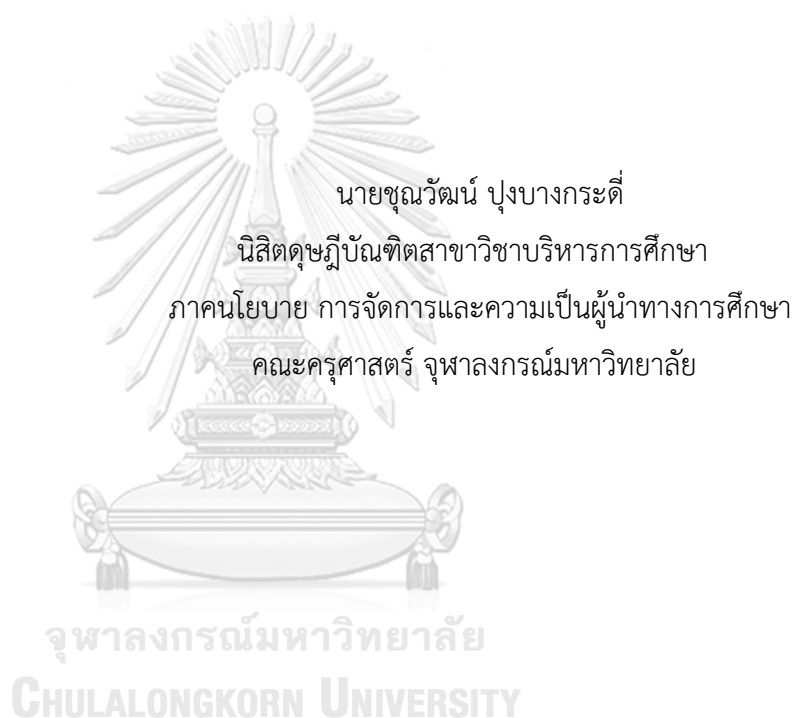 นายชุณวัฒน์ ปุงบางกระดี่
นิสิตดุษฎีบัณฑิตสาขาวิชาบริหารการศึกษา
ภาคนโยบาย การจัดการและความเป็นผู้นำทางการศึกษา
คณะครุศาสตร์ จุฬาลงกรณ์มหาวิทยาลัย
จุฬาลงกรณ์มหาวิทยาลัย
CHULALONGKORN UNIVERSITY